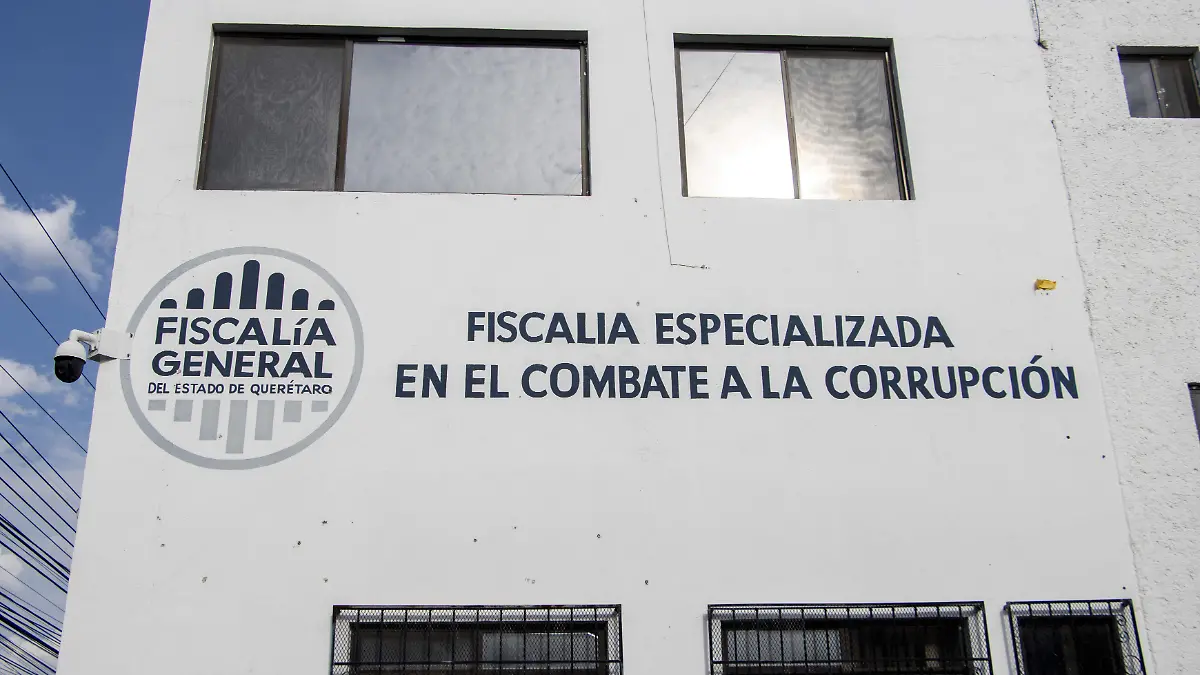 FISCALíA
GENERAL
DEL ESTADO DE QUERÉTARO
FISCALIA ESPECIALIZADA
EN EL COMBATE A LA CORRUPCIÓN